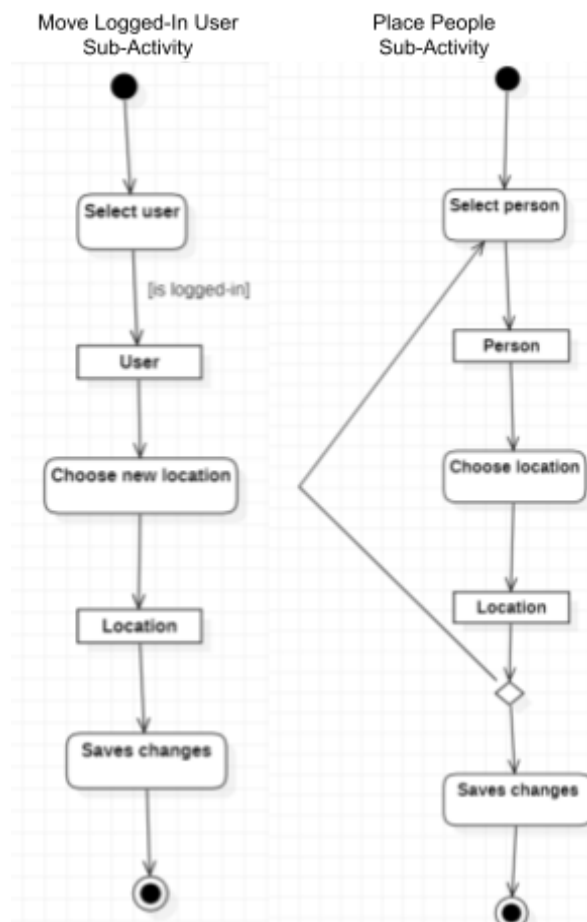 Move Logged-In User
Sub-Activity
Select user
[is logged-in]
User
Choose new location
Location
Saves changes
Place People
Sub-Activity
Select person
Person
Choose location
Location
Saves changes